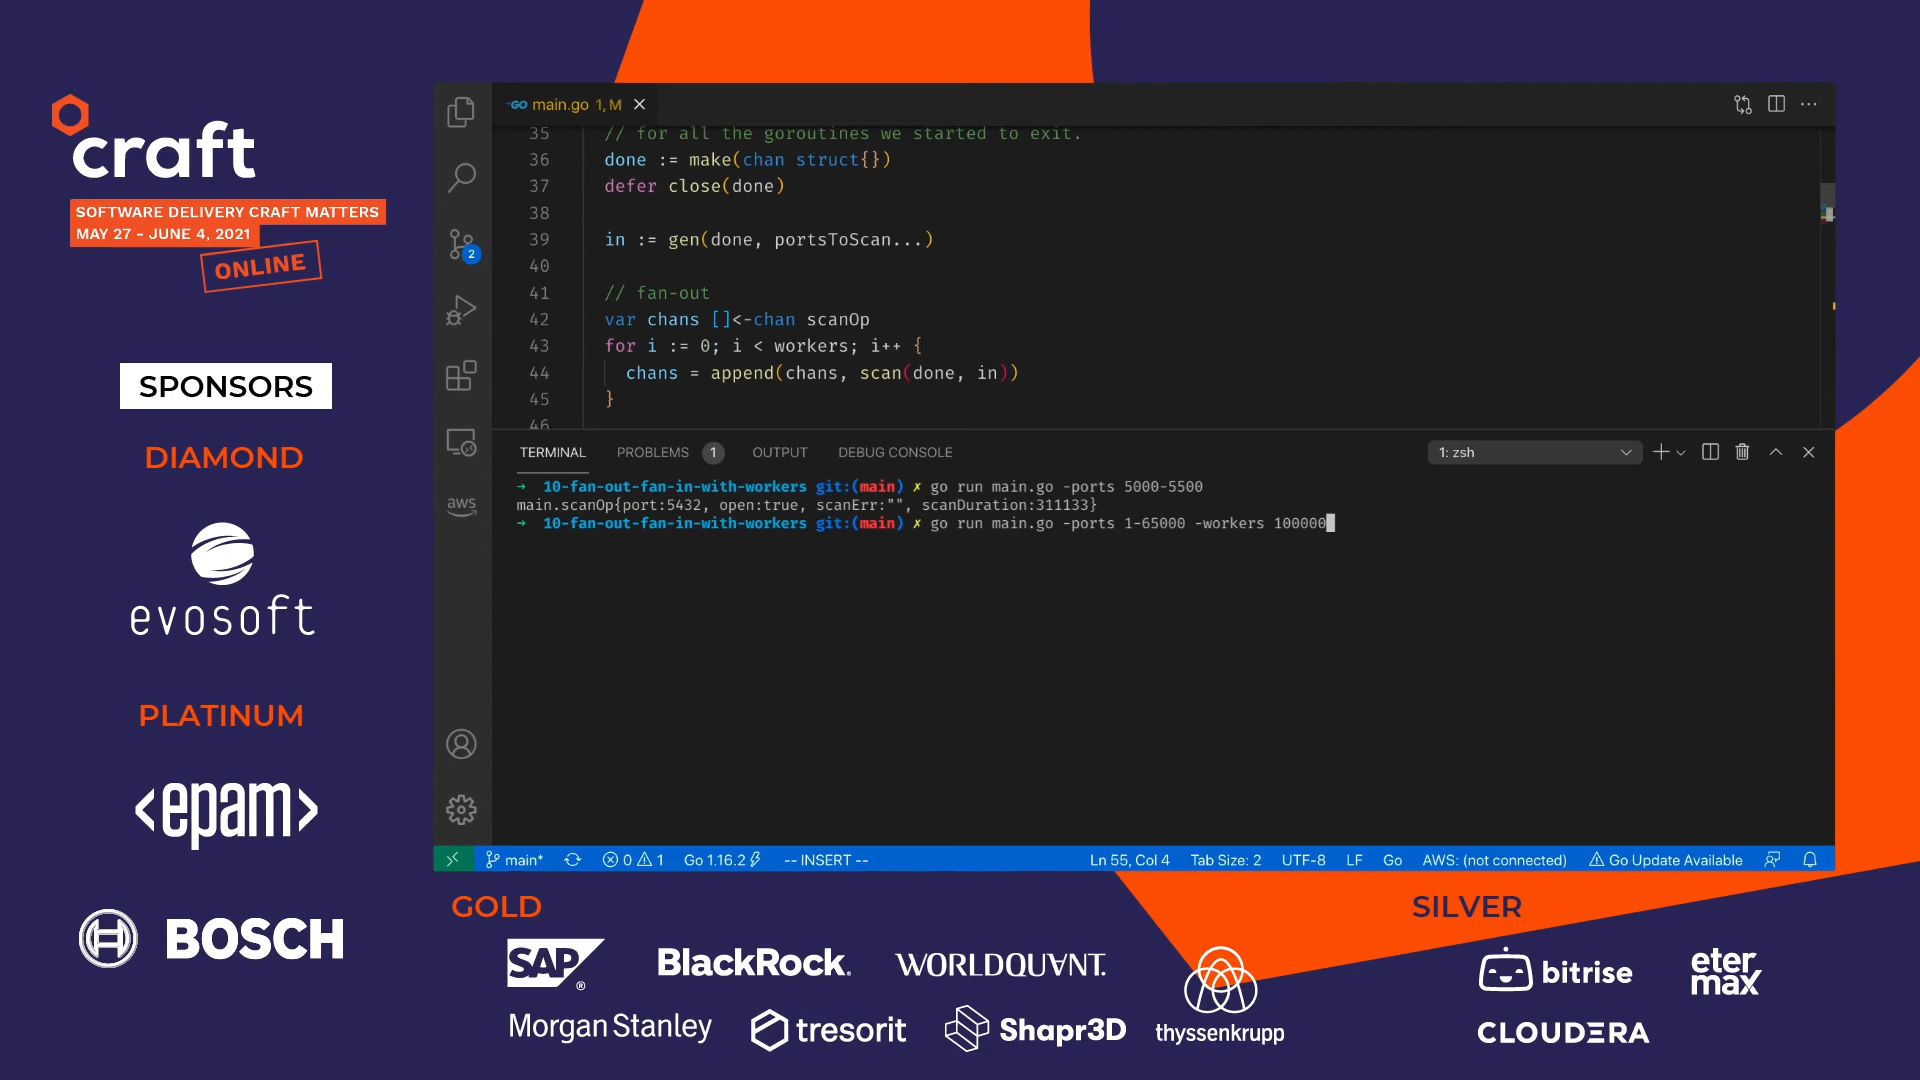 craft
SOFTWARE DELIVERY CRAFT MATTERS
MAY 27 - JUNE 4, 2021
ONLINE
SPONSORS
DIAMOND
evosoft
PLATINUM
<epam>
BOSCH
GO main.go 1, M
35 // for all the goroutines we started to exit.
36 done := make(chan struct{})
37 defer close(done)
38
39 in := gen(done, portsToScan...)
40
41 // fan-out
42 var chans []<-chan scanOp
43 for i := 0; i < workers; i++ {
44 chans = append(chans, scan(done, in))
45 }
46
2
aws
TERMINAL PROBLEMS 1 OUTPUT DEBUG CONSOLE 1: zsh
➜ 10-fan-out-fan-in-with-workers git:(main) ✗ go run main.go -ports 5000-5500
main.scanOp{port:5432, open:true, scanErr:"", scanDuration:311133}
➜ 10-fan-out-fan-in-with-workers git:(main) ✗ go run main.go -ports 1-65000 -workers 100000
main* 0 1 Go 1.16.2 -- INSERT -- Ln 55, Col 4 Tab Size: 2 UTF-8 LF Go AWS: (not connected) Go Update Available
GOLD
SAP ®
BlackRock.
WORLDQUANT.
Morgan Stanley
tresorit
Shapr3D
thyssenkrupp
SILVER
bitrise
eter
max
CLOUDERA